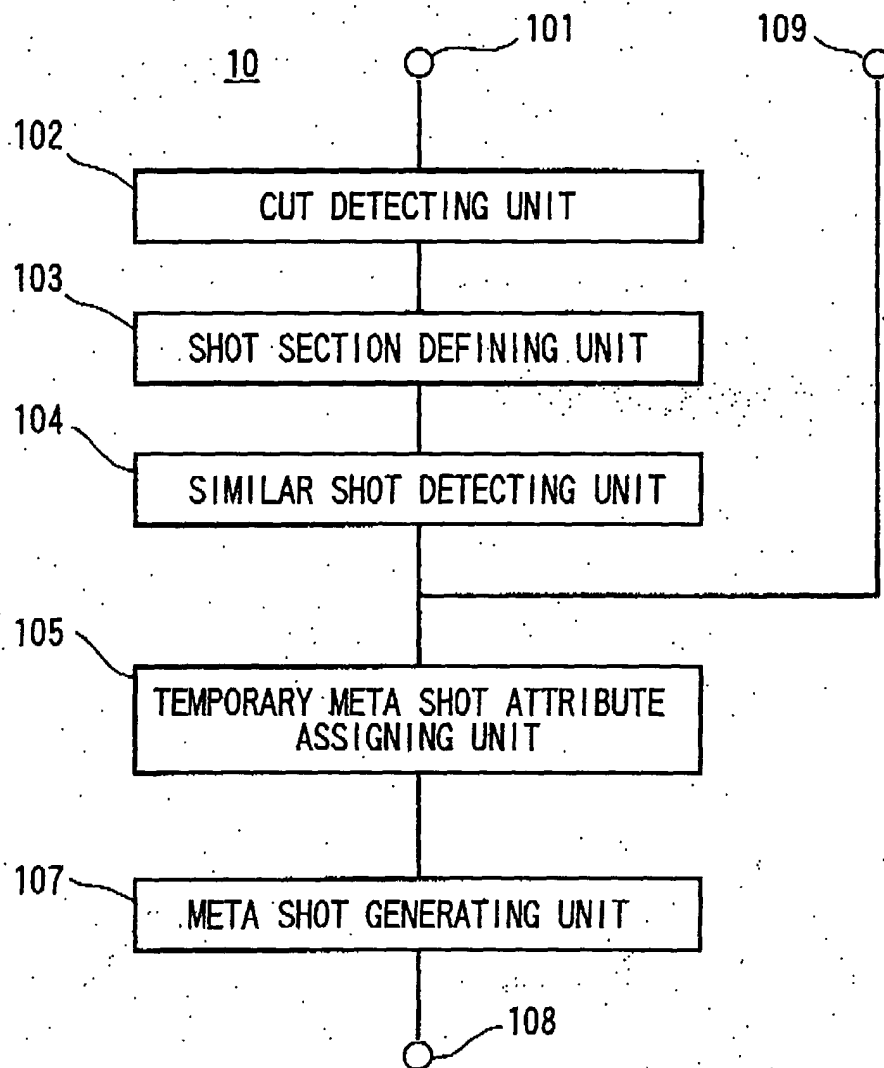 101
109
10
102
CUT DETECTING UNIT
103
SHOT SECTION DEFINING UNIT
104
SIMILAR SHOT DETECTING UNIT
105
TEMPORARY META SHOT ATTRIBUTE
ASSIGNING UNIT
107
META SHOT GENERATING UNIT
108